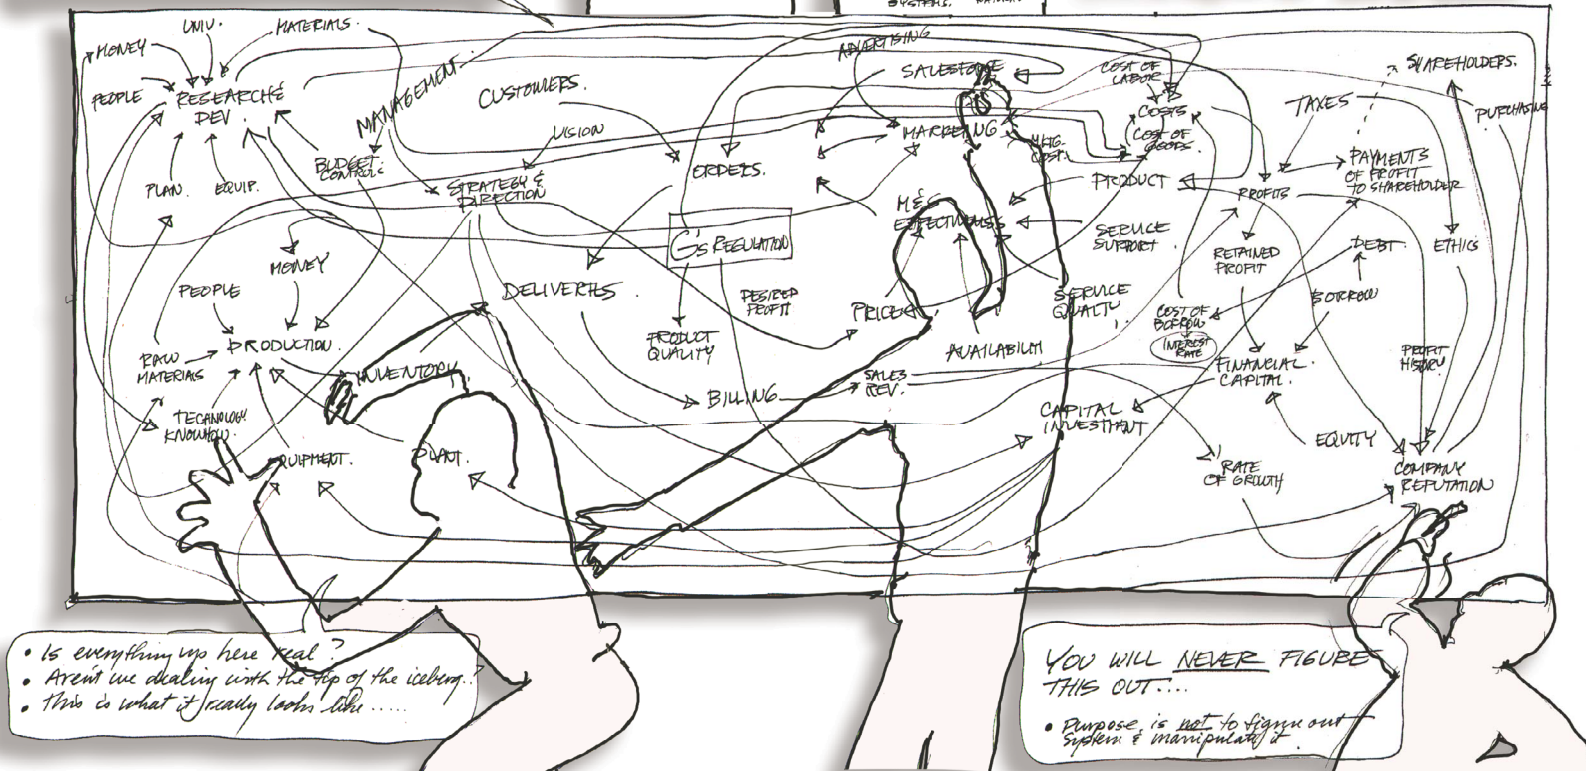 SYSTEMS.
UNIV.
MATERIALS
MONEY
PEOPLE
RESEARCH &
DEV.
MANAGEMENT.
CUSTOMERS.
VISION
ADVERTISING
SALESFORCE
COST OF
LABOR
COSTS
COST OF
GOODS.
MKTG.
COST.
TAXES
SHAREHOLDERS.
PURCHASING
PLAN.
EQUIP.
BUDGET.
CONTROLS
STRATEGY &
DIRECTION
ORDERS.
MARKETING
PRODUCT
PROFITS
PAYMENTS
OF PROFIT
TO SHAREHOLDER
M&S
EFFECTIVNESS
G's REGULATION
SERVICE
SUPPORT.
RETAINED
PROFIT
DEBT
ETHICS
MONEY
PEOPLE
DELIVERIES
DESIRED
PROFIT
PRICE
SERVICE
QUALTY
COST OF
BORROW
INTEREST
RATE
BORROW
PRODUCTION.
PRODUCT
QUALITY
AVAILABILITY
RAW
MATERIALS
INVENTORY
SALES
REV.
FINANCIAL
CAPITAL.
PROFIT
HISTORY
BILLING
CAPITAL
INVESTMENT
TECHNOLOGY
KNOWHOW.
EQUITY
QUIPMENT.
PLANT.
RATE
OF GROWTH
COMPANY
REPUTATION
• Is everything up here real?
• Aren't we dealing with the tip of the iceberg..?
• This is what it really looks like.....
YOU WILL NEVER FIGURE
THIS OUT....
• Purpose is not to figure out
System & manipulate it.